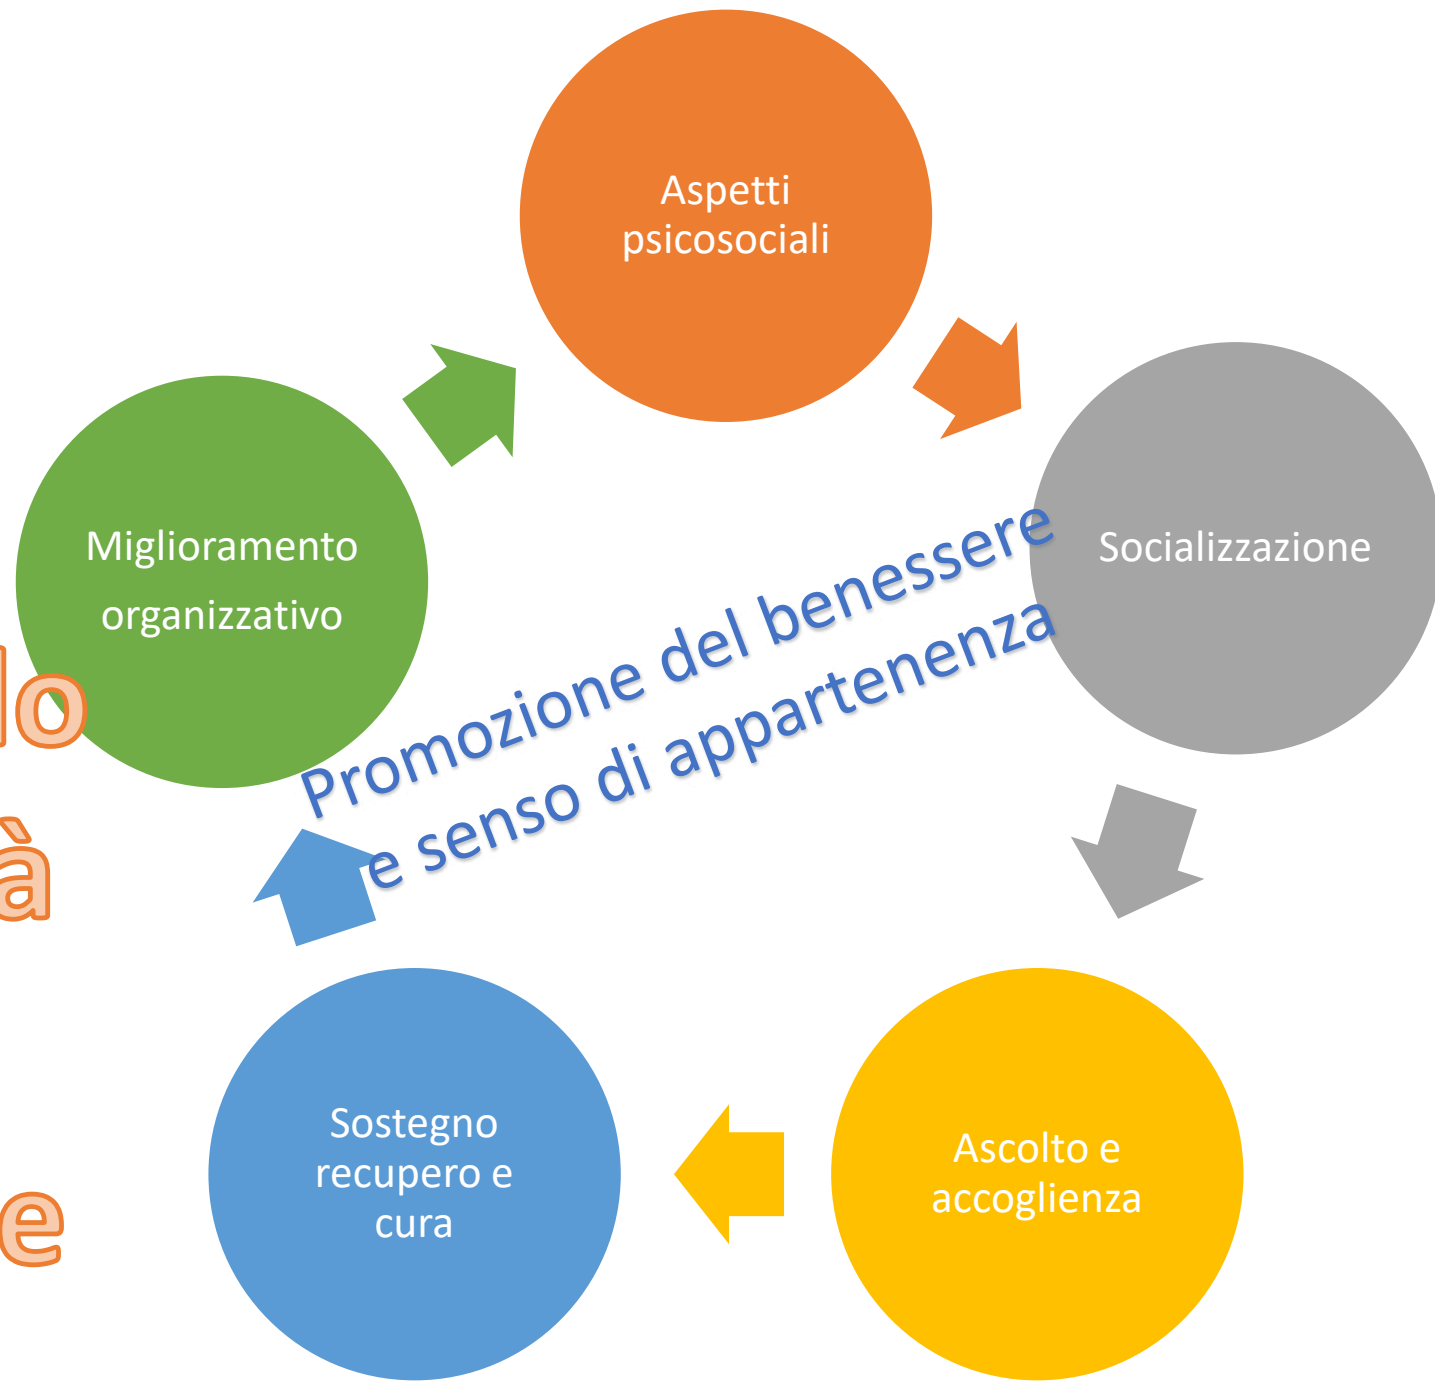 Aspetti
psicosociali
Miglioramento
organizzativo
Socializzazione
Promozione del benessere
e senso di appartenenza
Sostegno
recupero e
cura
Ascolto e
accoglienza